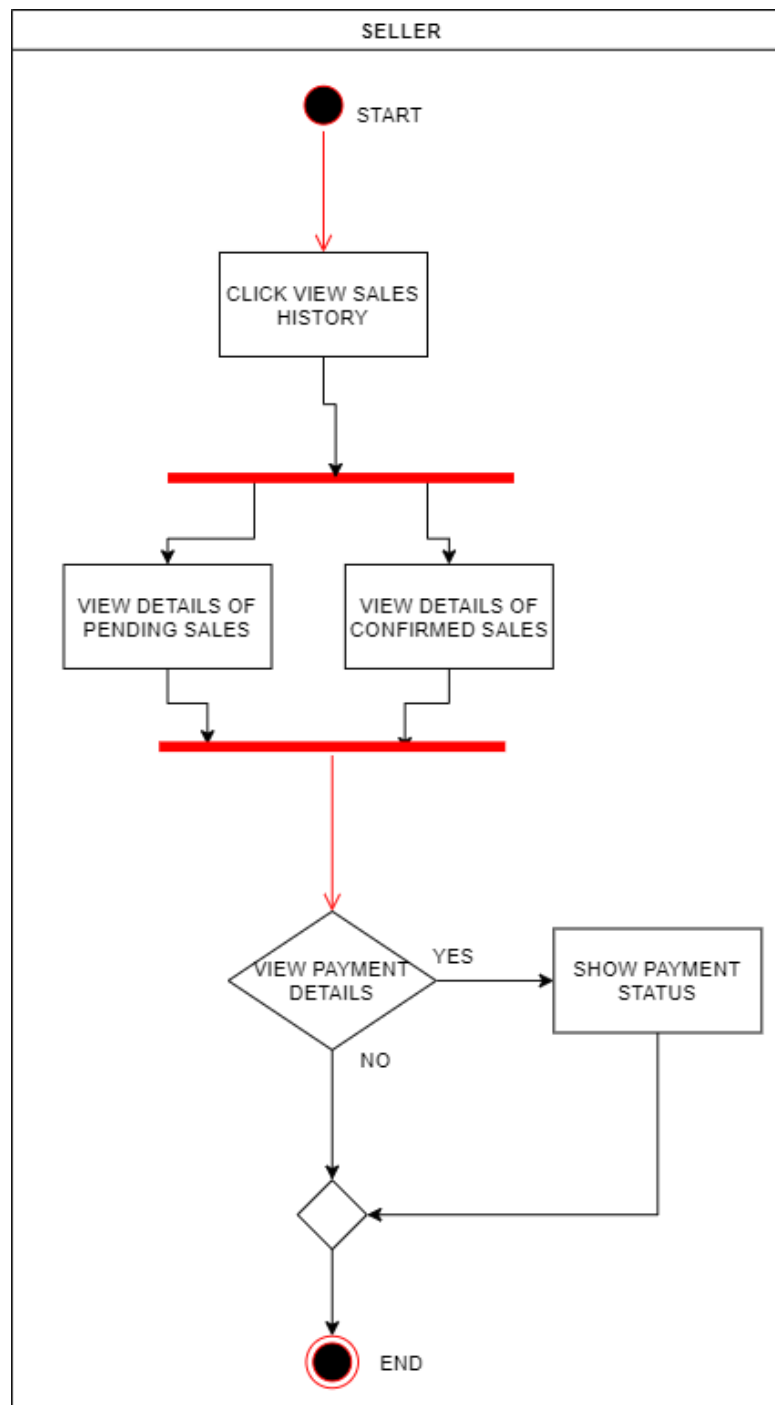 SELLER
START
CLICK VIEW SALES
HISTORY
VIEW DETAILS OF
PENDING SALES
VIEW DETAILS OF
CONFIRMED SALES
VIEW PAYMENT
DETAILS
YES
SHOW PAYMENT
STATUS
NO
END